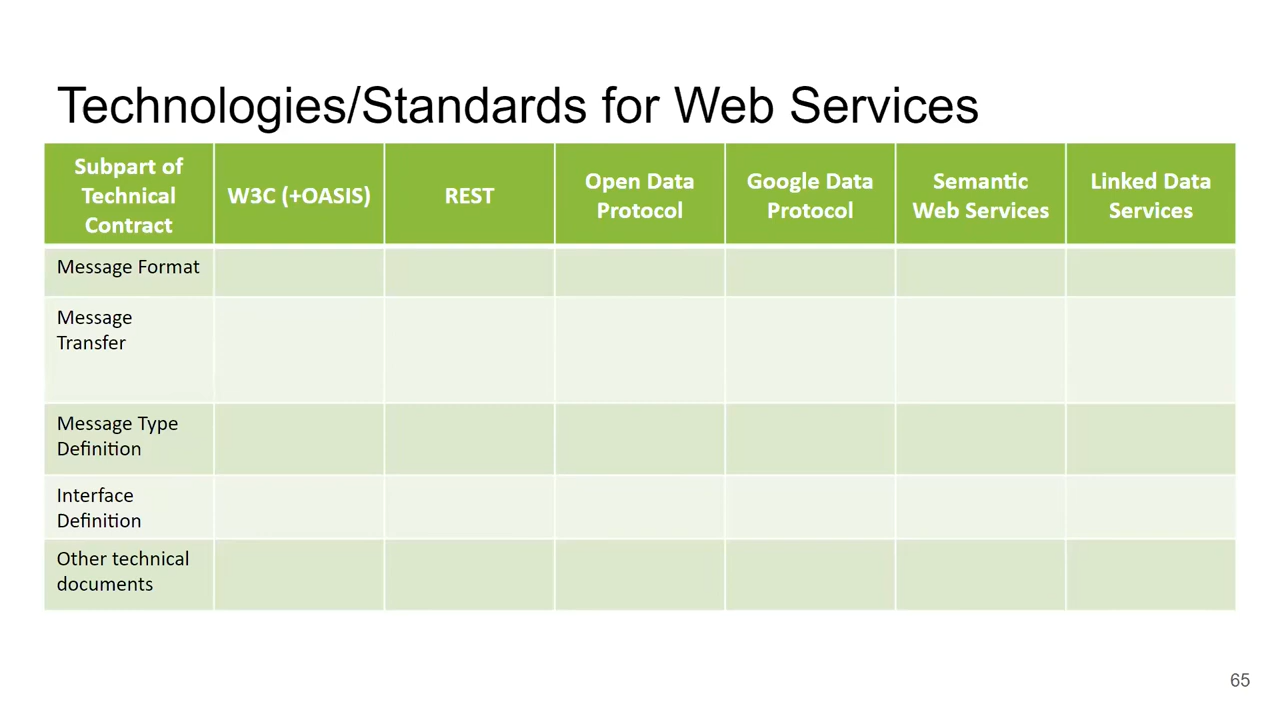 Technologies/Standards for Web Services
Subpart of
Technical
Contract
W3C (+OASIS)
REST
Open Data
Protocol
Google Data
Protocol
Semantic
Web Services
Linked Data
Services
Message Format
Message
Transfer
Message Type
Definition
Interface
Definition
Other technical
documents
65